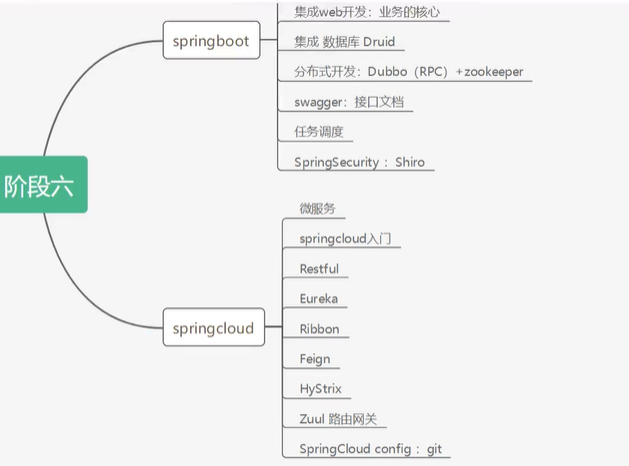 集成web开发：业务的核心
springboot
集成 数据库 Druid
分布式开发：Dubbo（RPC）+zookeeper
swagger：接口文档
任务调度
SpringSecurity ：Shiro
阶段六
微服务
springcloud入门
Restful
Eureka
springcloud
Ribbon
Feign
HyStrix
Zuul 路由网关
SpringCloud config ：git